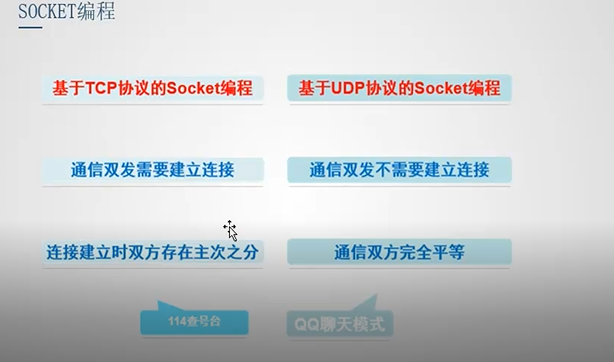 SOCKET编程
基于TCP协议的Socket编程
基于UDP协议的Socket编程
通信双发需要建立连接
通信双发不需要建立连接
连接建立时双方存在主次之分
通信双方完全平等
114查号台
QQ聊天模式